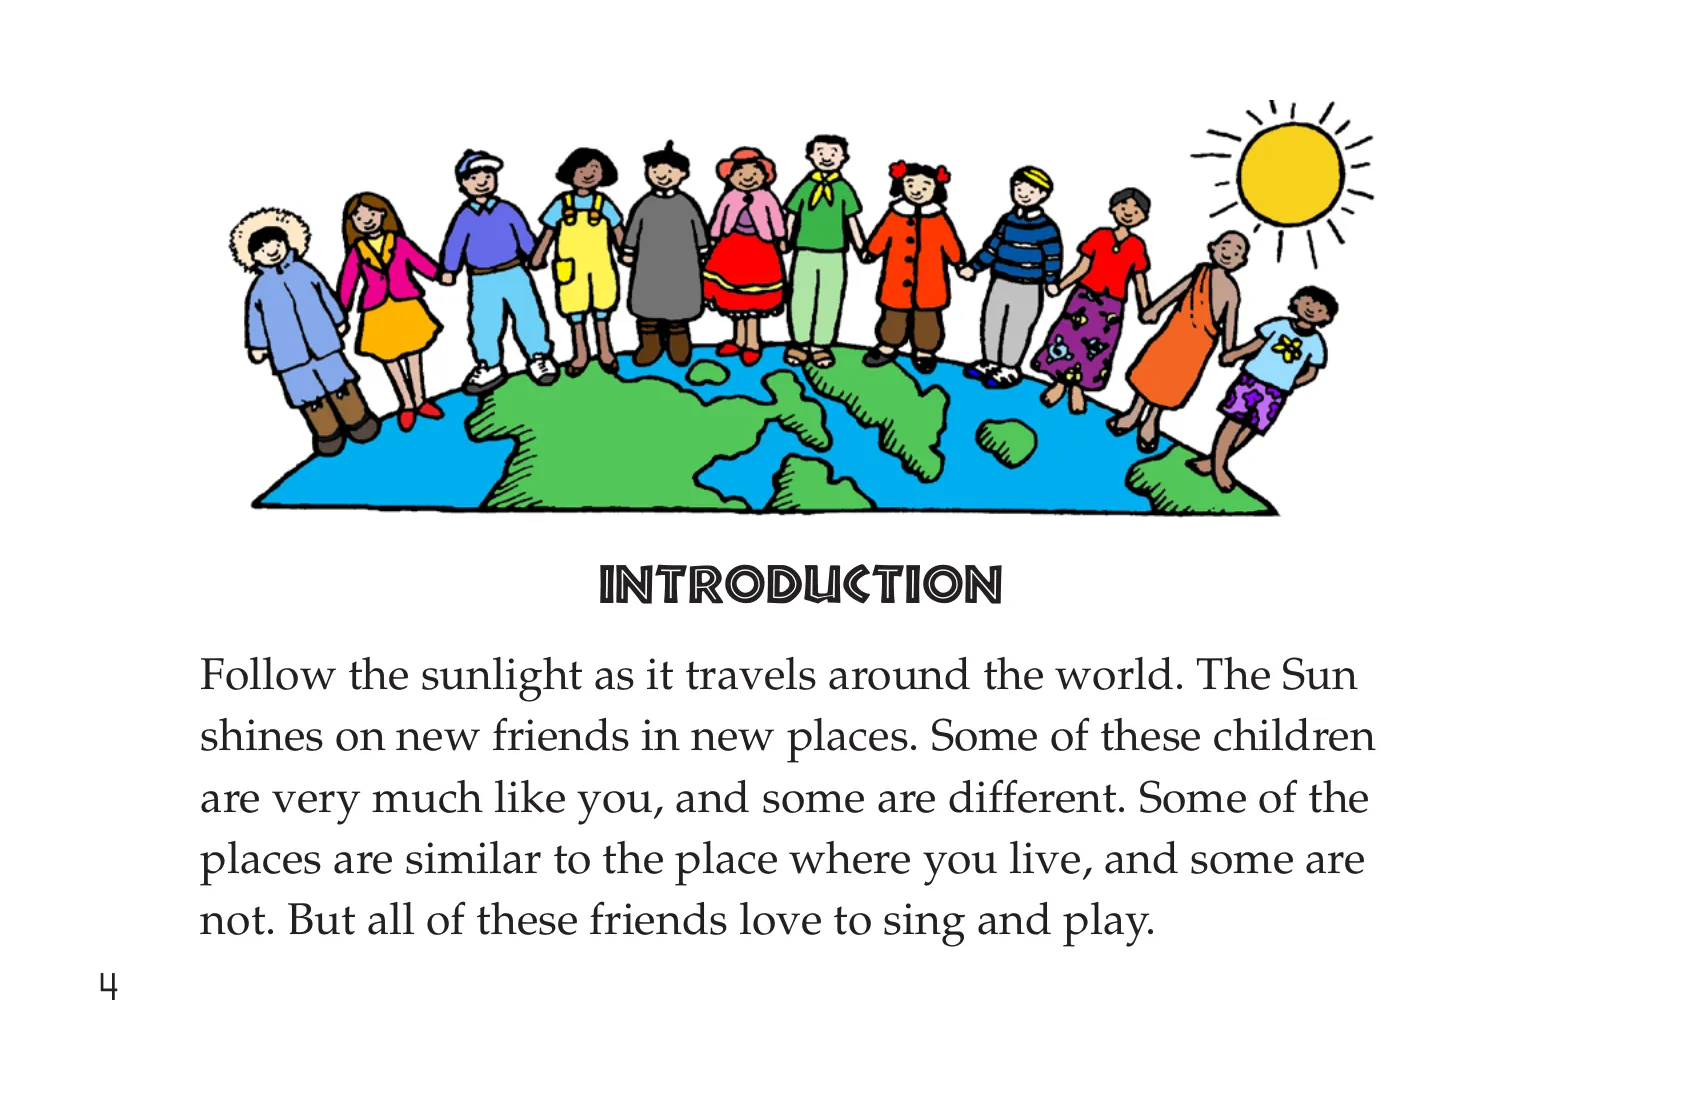 INTRODUCTION
Follow the sunlight as it travels around the world. The Sun
shines on new friends in new places. Some of these children
are very much like you, and some are different. Some of the
places are similar to the place where you live, and some are
not. But all of these friends love to sing and play.
4